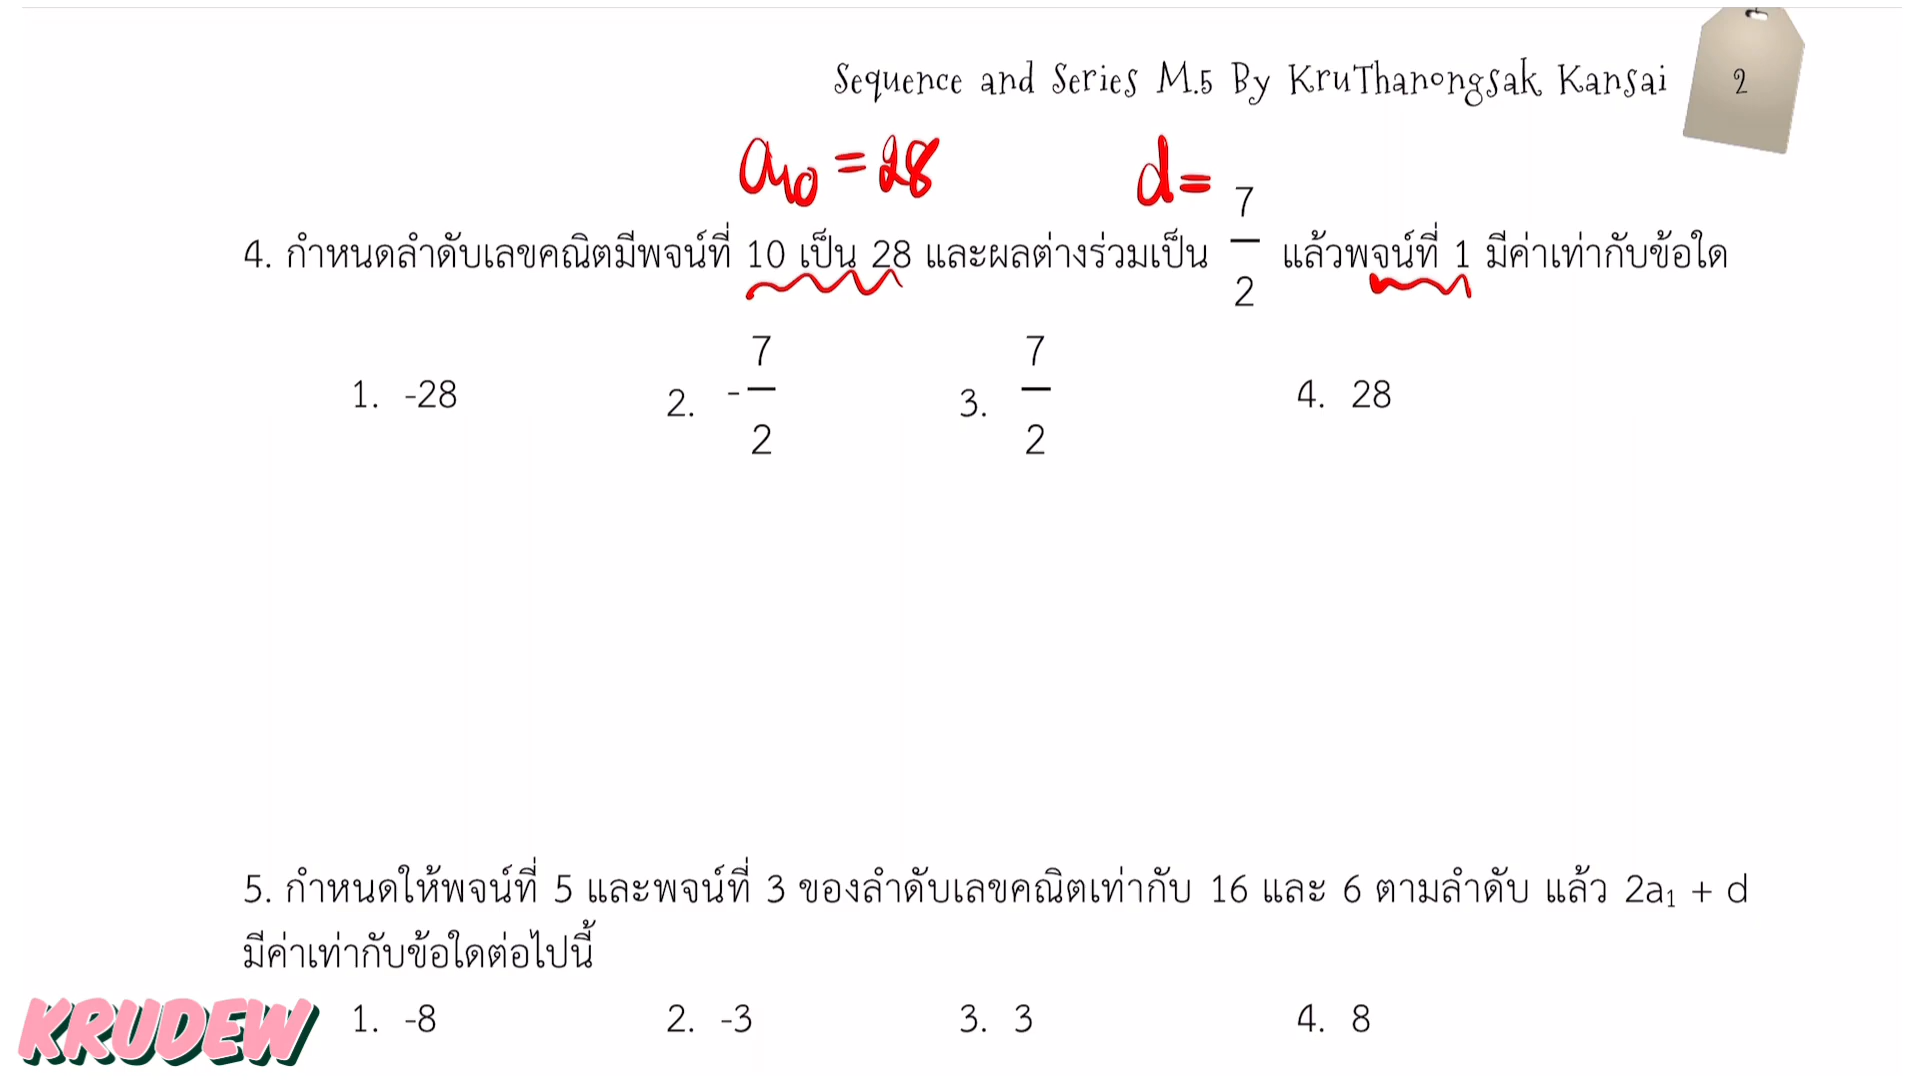 Sequence and Series M.5 By KruThanongsak Kansai 2
a10 = 28 d =
4. กำหนดลำดับเลขคณิตมีพจน์ที่ 10 เป็น 28 และผลต่างร่วมเป็น 7/2 แล้วพจน์ที่ 1 มีค่าเท่ากับข้อใด
1. -28 2. -7/2 3. 7/2 4. 28
5. กำหนดให้พจน์ที่ 5 และพจน์ที่ 3 ของลำดับเลขคณิตเท่ากับ 16 และ 6 ตามลำดับ แล้ว 2a₁ + d
มีค่าเท่ากับข้อใดต่อไปนี้
1. -8 2. -3 3. 3 4. 8
KRUDEW